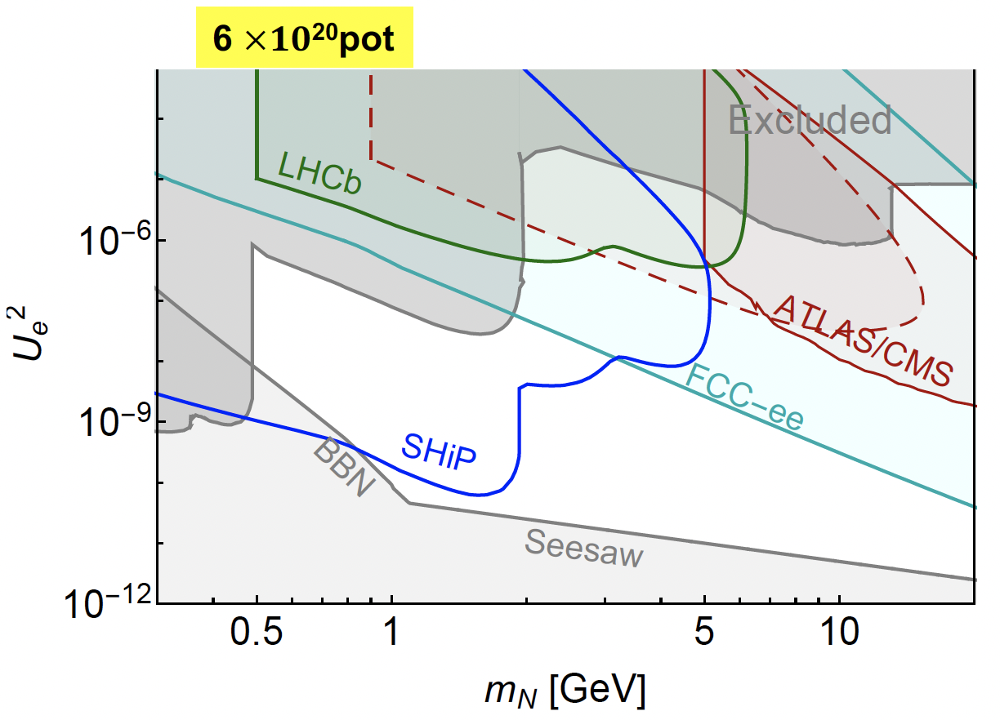 6 ×10²⁰pot
Excluded
LHCb
10⁻⁶
ATLAS/CMS
Uₑ²
FCC–ee
10⁻⁹
SHiP
BBN
Seesaw
10⁻¹²
0.5 1 5 10
m_N [GeV]